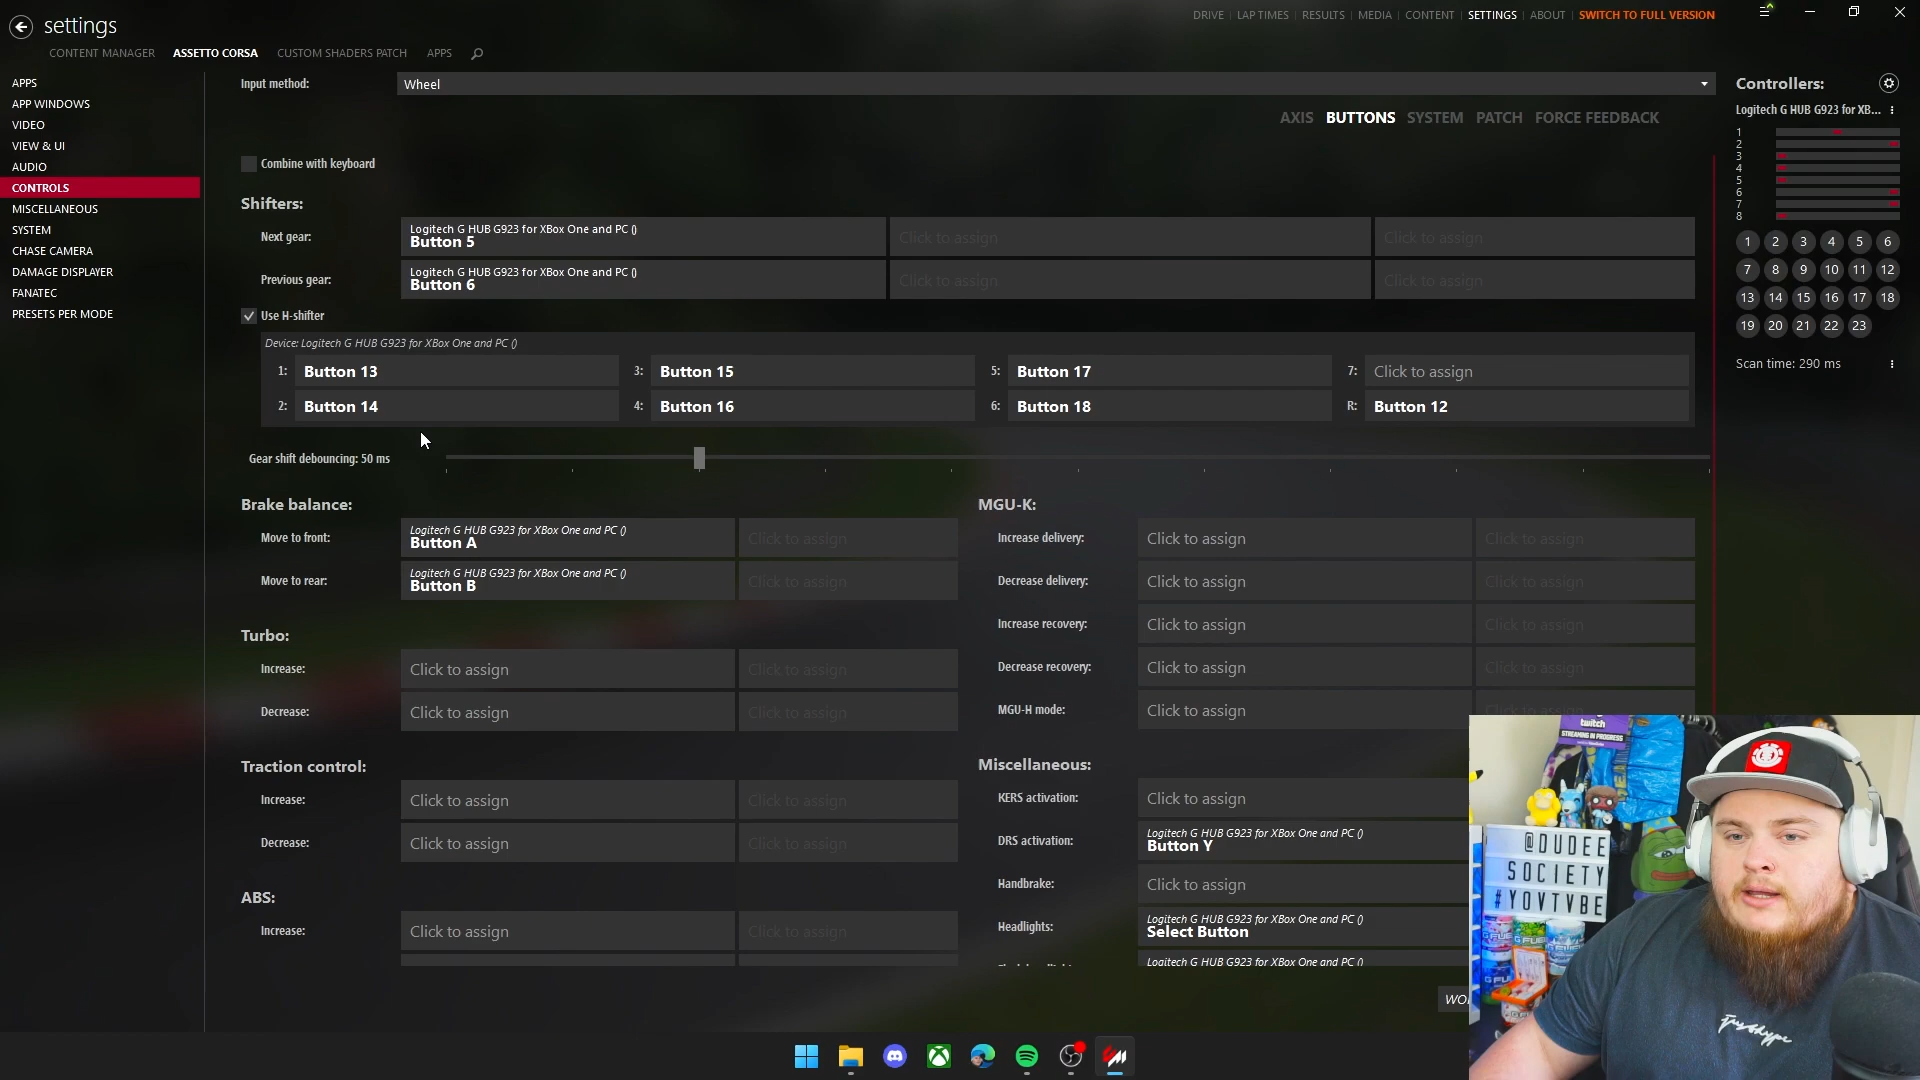 settings
DRIVE
LAP TIMES
RESULTS
MEDIA
CONTENT
SETTINGS
ABOUT
SWITCH TO FULL VERSION
CONTENT MANAGER
ASSETTO CORSA
CUSTOM SHADERS PATCH
APPS
APPS
APP WINDOWS
VIDEO
VIEW & UI
AUDIO
CONTROLS
MISCELLANEOUS
SYSTEM
CHASE CAMERA
DAMAGE DISPLAYER
FANATEC
PRESETS PER MODE
Input method:
Wheel
AXIS
BUTTONS
SYSTEM
PATCH
FORCE FEEDBACK
Combine with keyboard
Shifters:
Next gear:
Logitech G HUB G923 for XBox One and PC ()
Button 5
Click to assign
Click to assign
Previous gear:
Logitech G HUB G923 for XBox One and PC ()
Button 6
Click to assign
Click to assign
Use H-shifter
Device: Logitech G HUB G923 for XBox One and PC ()
1: Button 13
3: Button 15
5: Button 17
7: Click to assign
2: Button 14
4: Button 16
6: Button 18
R: Button 12
Gear shift debouncing: 50 ms
Brake balance:
Move to front:
Logitech G HUB G923 for XBox One and PC ()
Button A
Click to assign
Move to rear:
Logitech G HUB G923 for XBox One and PC ()
Button B
Click to assign
Turbo:
Increase:
Click to assign
Click to assign
Decrease:
Click to assign
Click to assign
Traction control:
Increase:
Click to assign
Click to assign
Decrease:
Click to assign
Click to assign
ABS:
Increase:
Click to assign
Click to assign
MGU-K:
Increase delivery:
Click to assign
Click to assign
Decrease delivery:
Click to assign
Click to assign
Increase recovery:
Click to assign
Click to assign
Decrease recovery:
Click to assign
Click to assign
MGU-H mode:
Click to assign
Click to assign
Miscellaneous:
KERS activation:
Click to assign
DRS activation:
Logitech G HUB G923 for XBox One and PC ()
Button Y
Handbrake:
Click to assign
Headlights:
Logitech G HUB G923 for XBox One and PC ()
Select Button
Logitech G HUB G923 for XBox One and PC ()
Controllers:
Logitech G HUB G923 for XB...
1
2
3
4
5
6
7
8
1 2 3 4 5 6
7 8 9 10 11 12
13 14 15 16 17 18
19 20 21 22 23
Scan time: 290 ms
twitch
STREAMING IN PROGRESS
@DUDEE
SOCIETY
#YOVTVBE